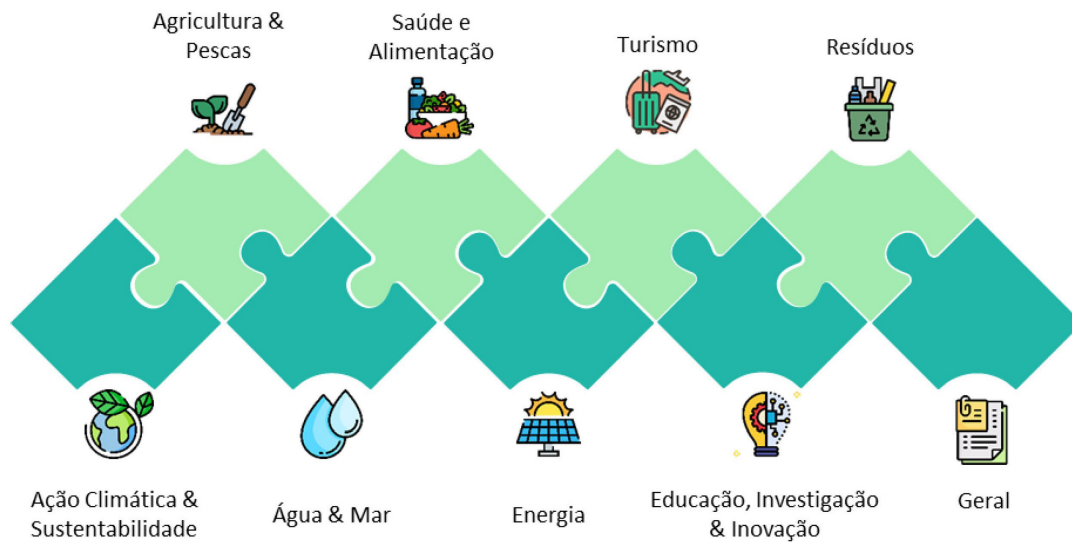 Agricultura &
Pescas
Saúde e
Alimentação
Turismo
Resíduos
Ação Climática &
Sustentabilidade
Água & Mar
Energia
Educação, Investigação
& Inovação
Geral